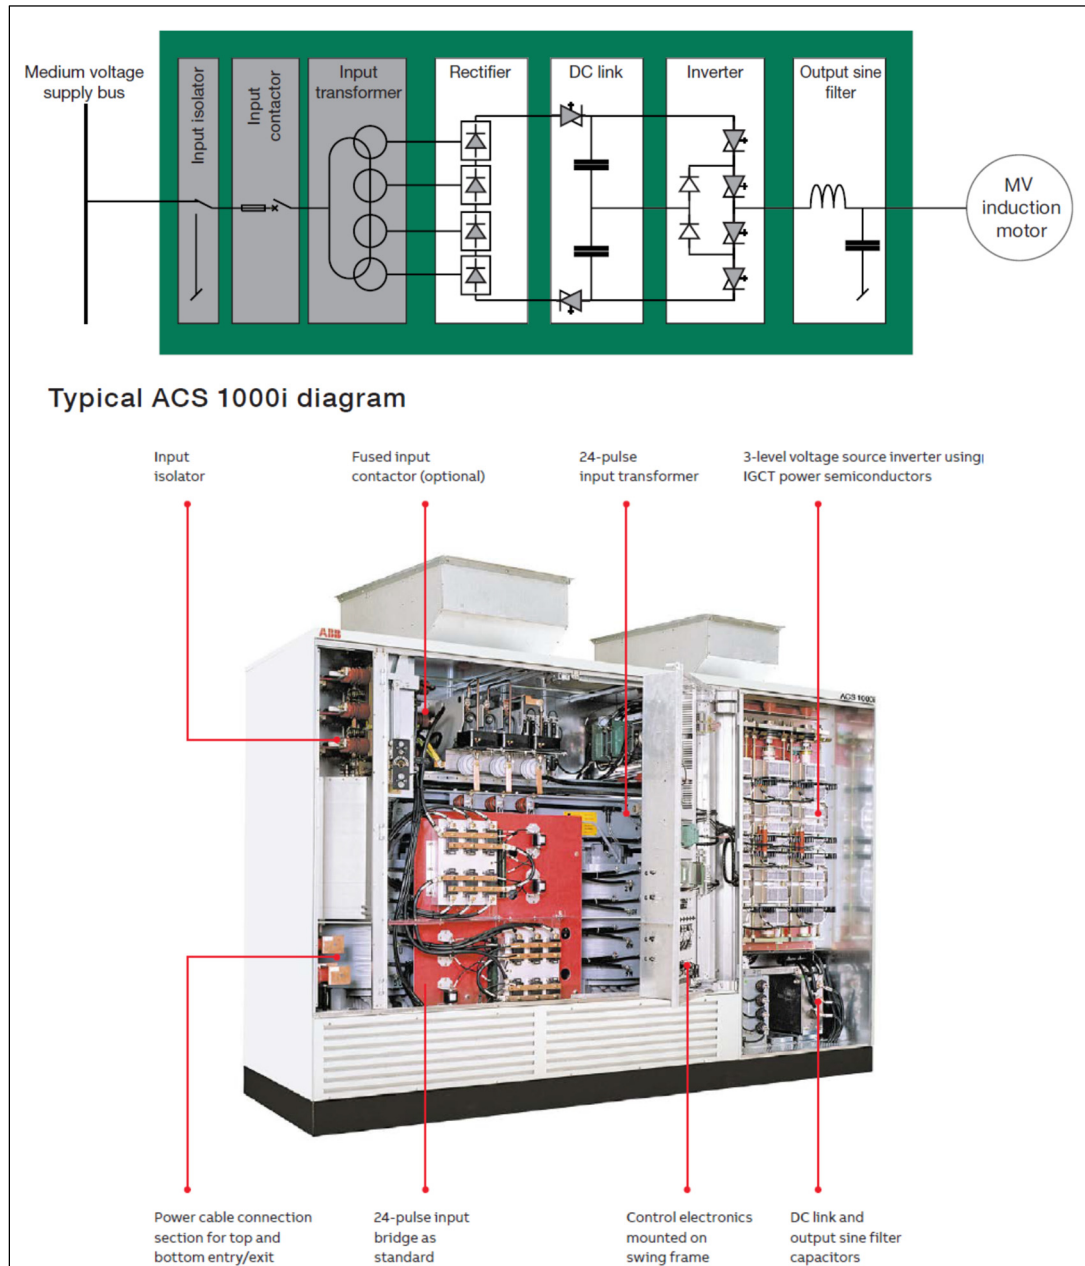 Medium voltage
supply bus
Input isolator
Input
contactor
Input
transformer
Rectifier
DC link
Inverter
Output sine
filter
MV
induction
motor
Typical ACS 1000i diagram
Input
isolator
Fused input
contactor (optional)
24-pulse
input transformer
3-level voltage source inverter using
IGCT power semiconductors
ABB
ACS 1000i
Power cable connection
section for top and
bottom entry/exit
24-pulse input
bridge as
standard
Control electronics
mounted on
swing frame
DC link and
output sine filter
capacitors